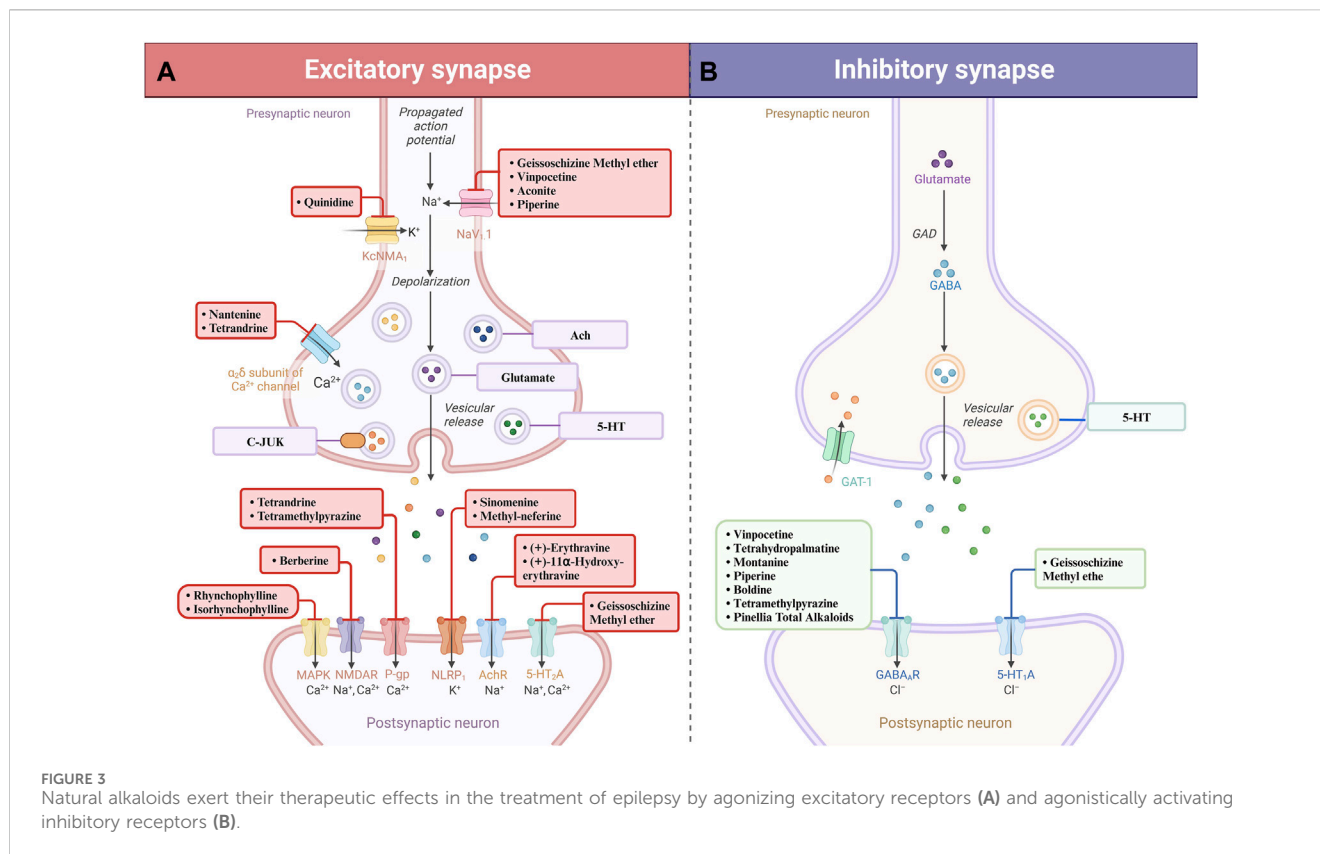 A
Excitatory synapse
B
Inhibitory synapse
Presynaptic neuron
Propagated
action
potential
• Geissoschizine Methyl ether
• Vinpocetine
• Aconite
• Piperine
• Quinidine
Na⁺
K⁺
NaV₁.1
KcNMA₁
Depolarization
• Nantenine
• Tetrandrine
Ach
α₂δ subunit of
Ca²⁺ channel
Ca²⁺
Glutamate
Vesicular
release
C-JUK
5-HT
• Tetrandrine
• Tetramethylpyrazine
• Sinomenine
• Methyl-neferine
• Berberine
• (+)-Erythravine
• (+)-11α-Hydroxy-
erythravine
• Rhynchophylline
• Isorhynchophylline
• Geissoschizine
Methyl ether
MAPK
NMDAR
P-gp
NLRP₁
AchR
5-HT₂A
Ca²⁺
Na⁺, Ca²⁺
Ca²⁺
K⁺
Na⁺
Na⁺, Ca²⁺
Postsynaptic neuron
Presynaptic neuron
Glutamate
GAD
GABA
Vesicular
release
5-HT
GAT-1
• Vinpocetine
• Tetrahydropalmatine
• Montanine
• Piperine
• Boldine
• Tetramethylpyrazine
• Pinellia Total Alkaloids
• Geissoschizine
Methyl ethe
GABAₐR
5-HT₁A
Cl⁻
Cl⁻
Postsynaptic neuron
FIGURE 3
Natural alkaloids exert their therapeutic effects in the treatment of epilepsy by agonizing excitatory receptors (A) and agonistically activating
inhibitory receptors (B).